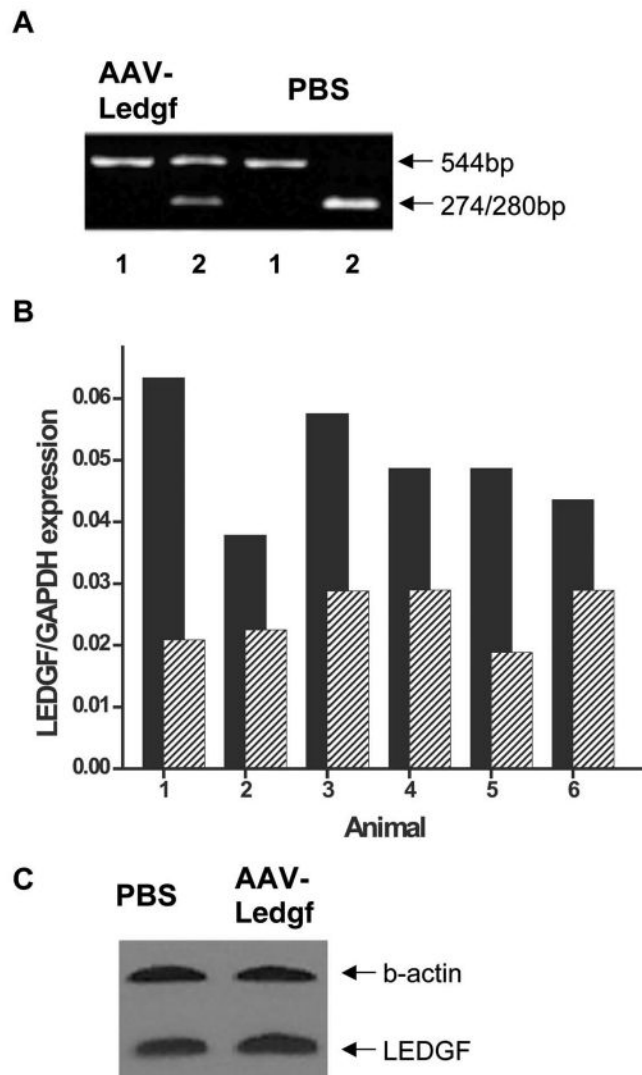 A
AAV-
Ledgf
PBS
544bp
274/280bp
1 2 1 2
B
LEDGF/GAPDH expression
0.06
0.05
0.04
0.03
0.02
0.01
0.00
1 2 3 4 5 6
Animal
C
PBS
AAV-
Ledgf
b-actin
LEDGF